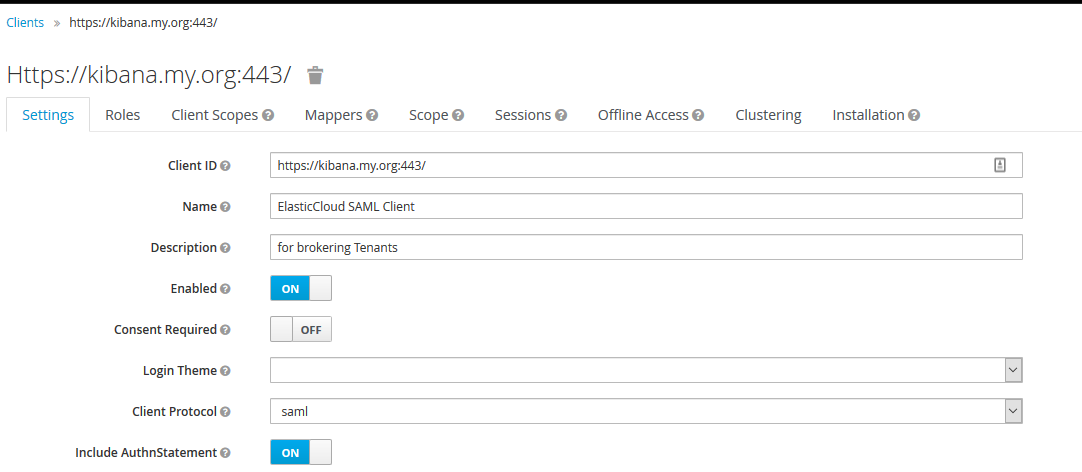 Clients » https://kibana.my.org:443/
Https://kibana.my.org:443/
Settings Roles Client Scopes Mappers Scope Sessions Offline Access Clustering Installation
Client ID https://kibana.my.org:443/
Name ElasticCloud SAML Client
Description for brokering Tenants
Enabled ON
Consent Required OFF
Login Theme
Client Protocol saml
Include AuthnStatement ON